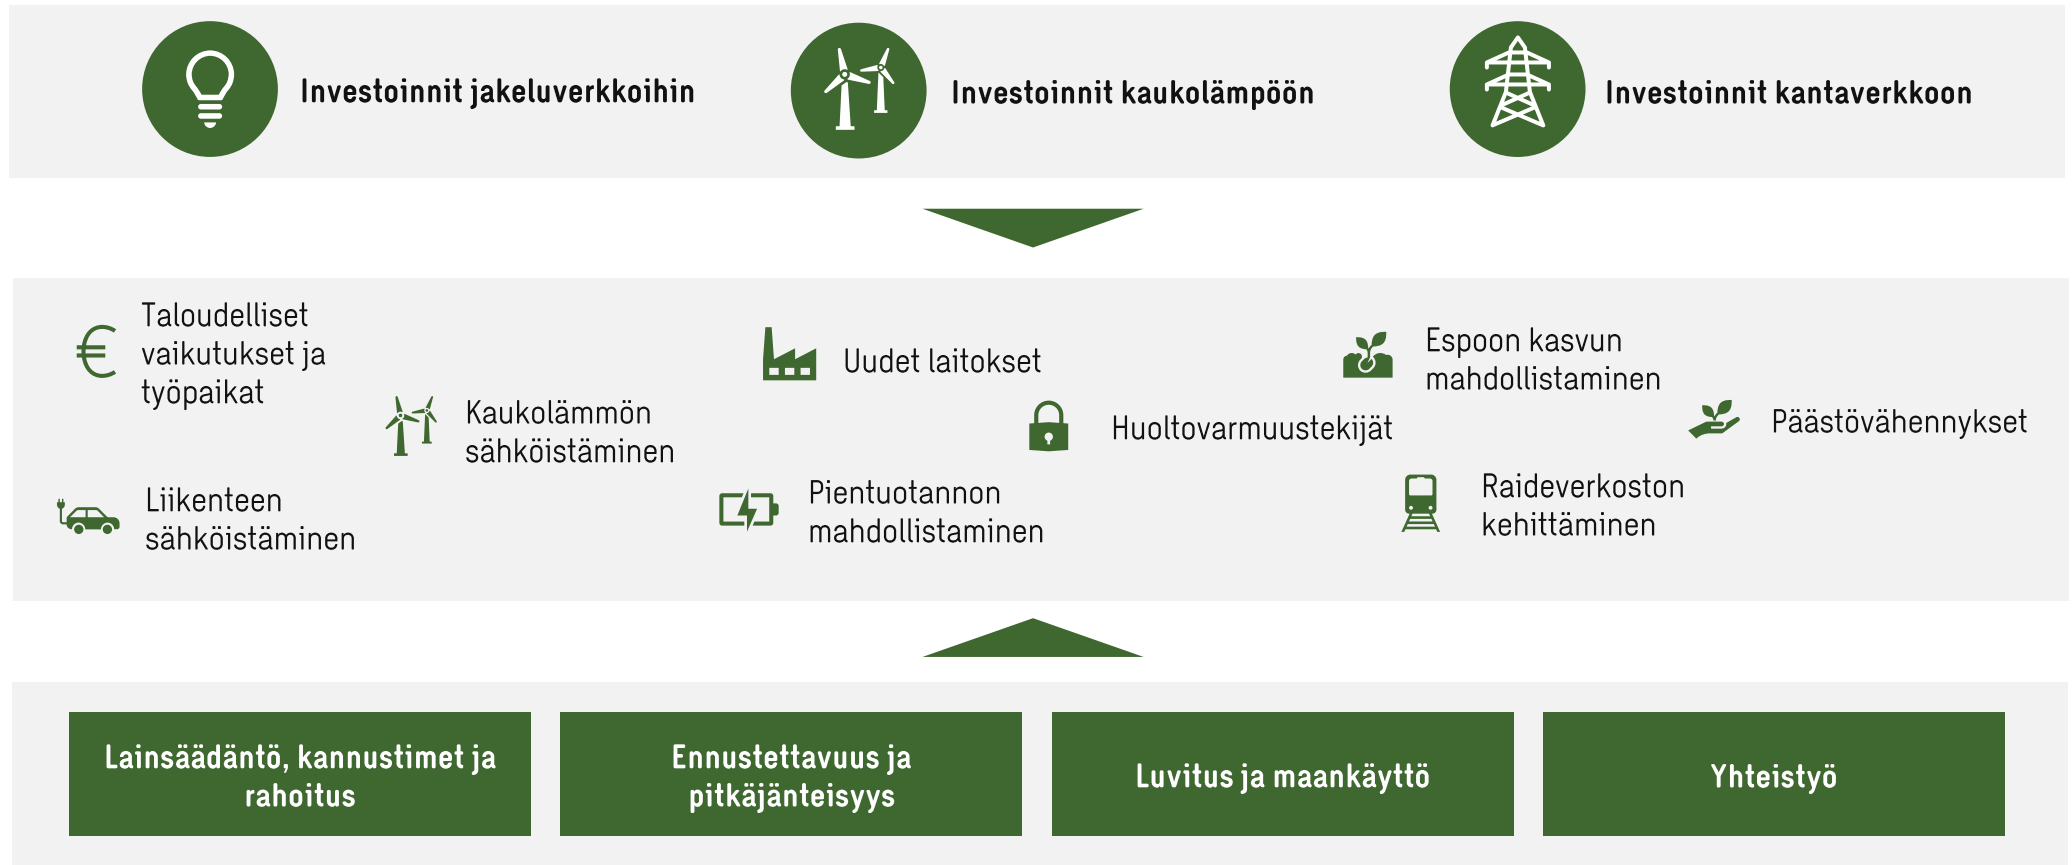 Investoinnit jakeluverkkoihin
Investoinnit kaukolämpöön
Investoinnit kantaverkkoon
Taloudelliset
vaikutukset ja
työpaikat
Kaukolämmön
sähköistäminen
Liikenteen
sähköistäminen
Uudet laitokset
Huoltovarmuustekijät
Pientuotannon
mahdollistaminen
Espoon kasvun
mahdollistaminen
Päästövähennykset
Raideverkoston
kehittäminen
Lainsäädäntö, kannustimet ja
rahoitus
Ennustettavuus ja
pitkäjänteisyys
Luvitus ja maankäyttö
Yhteistyö